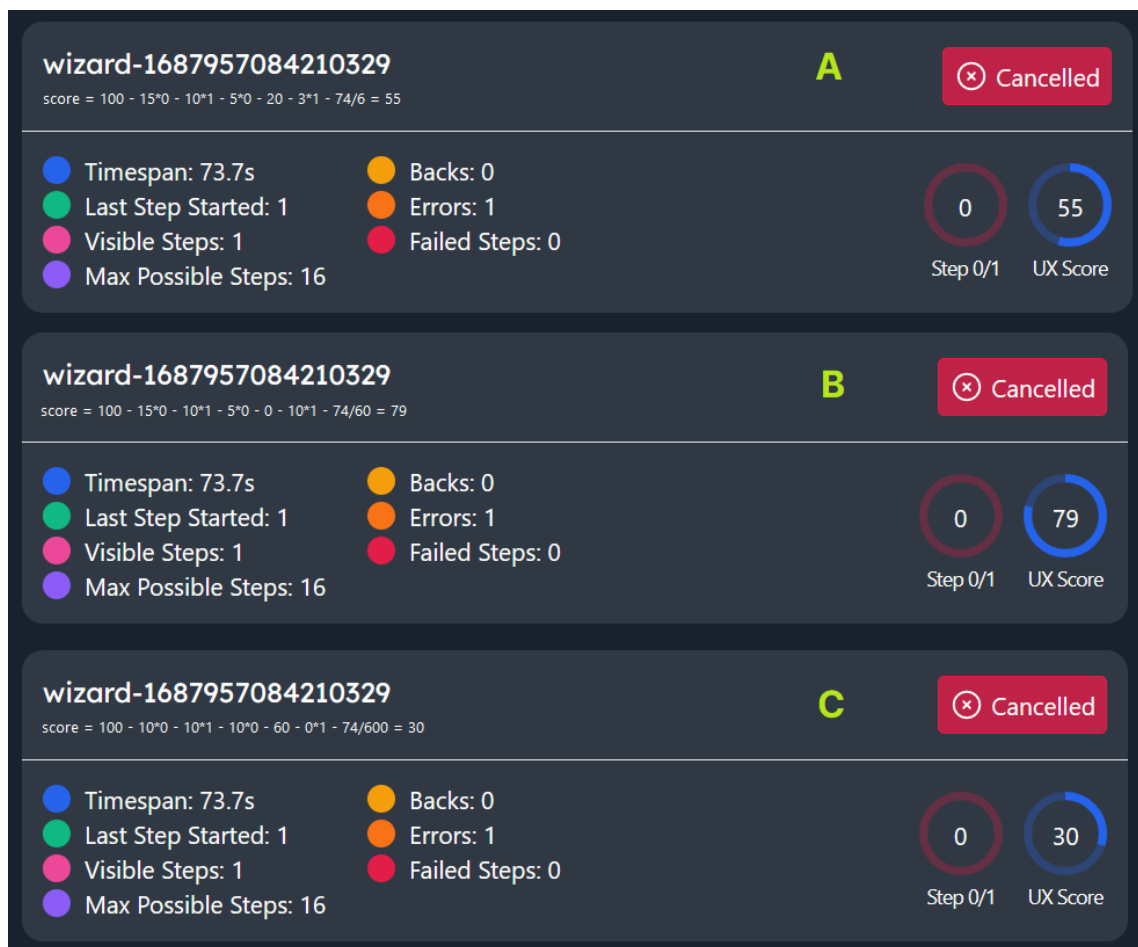 wizard-1687957084210329
A
Cancelled
score = 100 - 15*0 - 10*1 - 5*0 - 20 - 3*1 - 74/6 = 55
Timespan: 73.7s
Backs: 0
Last Step Started: 1
Errors: 1
Visible Steps: 1
Failed Steps: 0
Max Possible Steps: 16
0
55
Step 0/1
UX Score
wizard-1687957084210329
B
Cancelled
score = 100 - 15*0 - 10*1 - 5*0 - 0 - 10*1 - 74/60 = 79
Timespan: 73.7s
Backs: 0
Last Step Started: 1
Errors: 1
Visible Steps: 1
Failed Steps: 0
Max Possible Steps: 16
0
79
Step 0/1
UX Score
wizard-1687957084210329
C
Cancelled
score = 100 - 10*0 - 10*1 - 10*0 - 60 - 0*1 - 74/600 = 30
Timespan: 73.7s
Backs: 0
Last Step Started: 1
Errors: 1
Visible Steps: 1
Failed Steps: 0
Max Possible Steps: 16
0
30
Step 0/1
UX Score